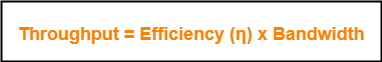 Throughput = Efficiency (η) x Bandwidth